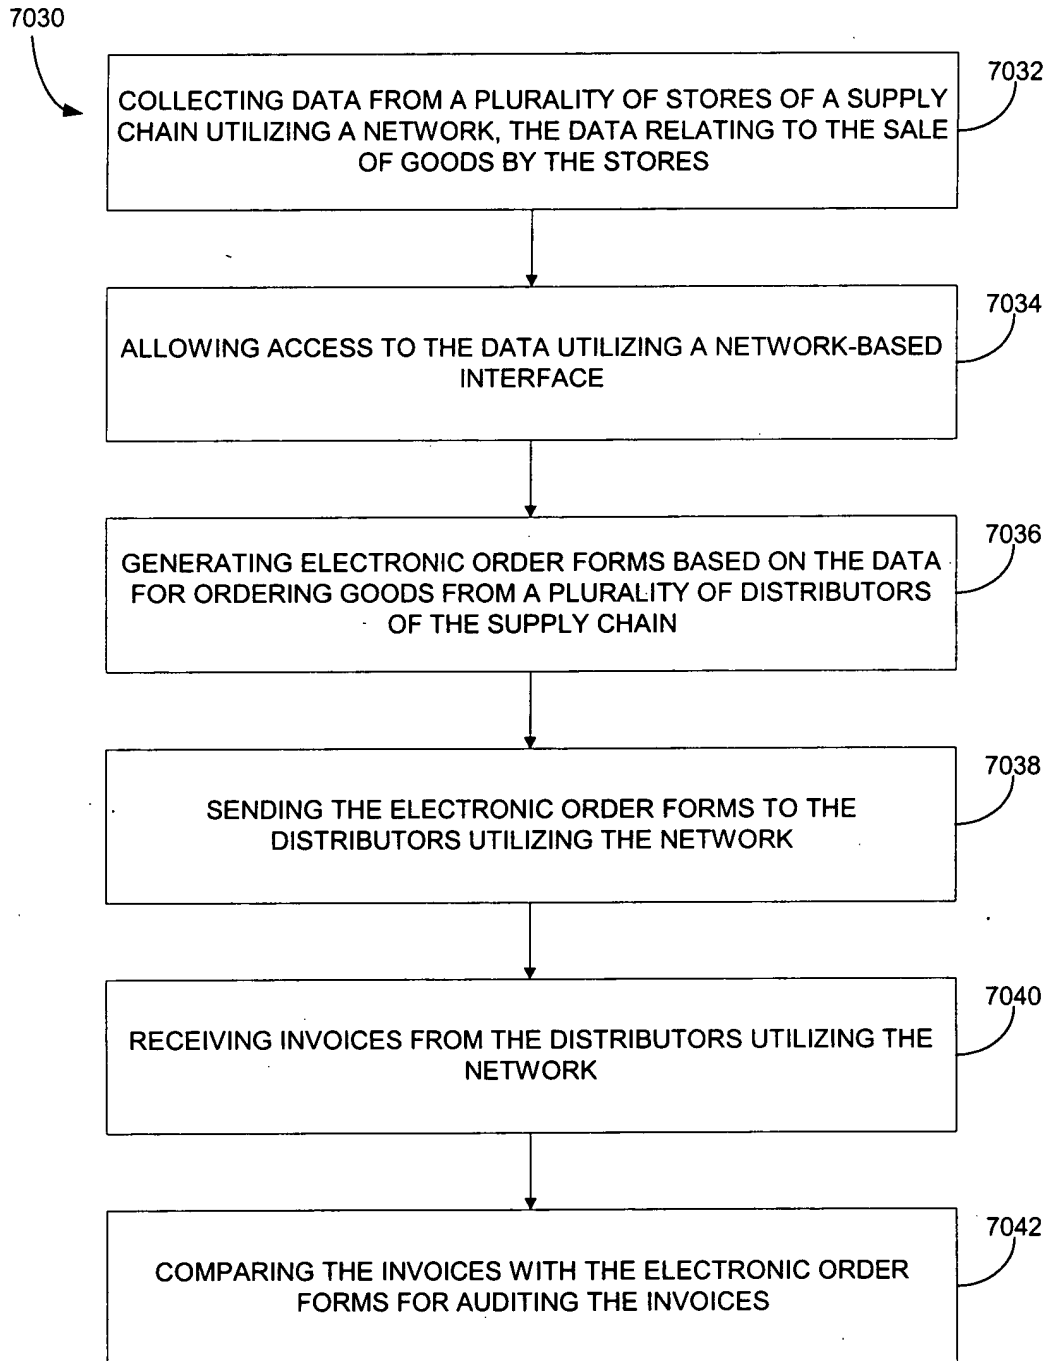 7030
7032
COLLECTING DATA FROM A PLURALITY OF STORES OF A SUPPLY
CHAIN UTILIZING A NETWORK, THE DATA RELATING TO THE SALE
OF GOODS BY THE STORES
7034
ALLOWING ACCESS TO THE DATA UTILIZING A NETWORK-BASED
INTERFACE
7036
GENERATING ELECTRONIC ORDER FORMS BASED ON THE DATA
FOR ORDERING GOODS FROM A PLURALITY OF DISTRIBUTORS
OF THE SUPPLY CHAIN
7038
SENDING THE ELECTRONIC ORDER FORMS TO THE
DISTRIBUTORS UTILIZING THE NETWORK
7040
RECEIVING INVOICES FROM THE DISTRIBUTORS UTILIZING THE
NETWORK
7042
COMPARING THE INVOICES WITH THE ELECTRONIC ORDER
FORMS FOR AUDITING THE INVOICES